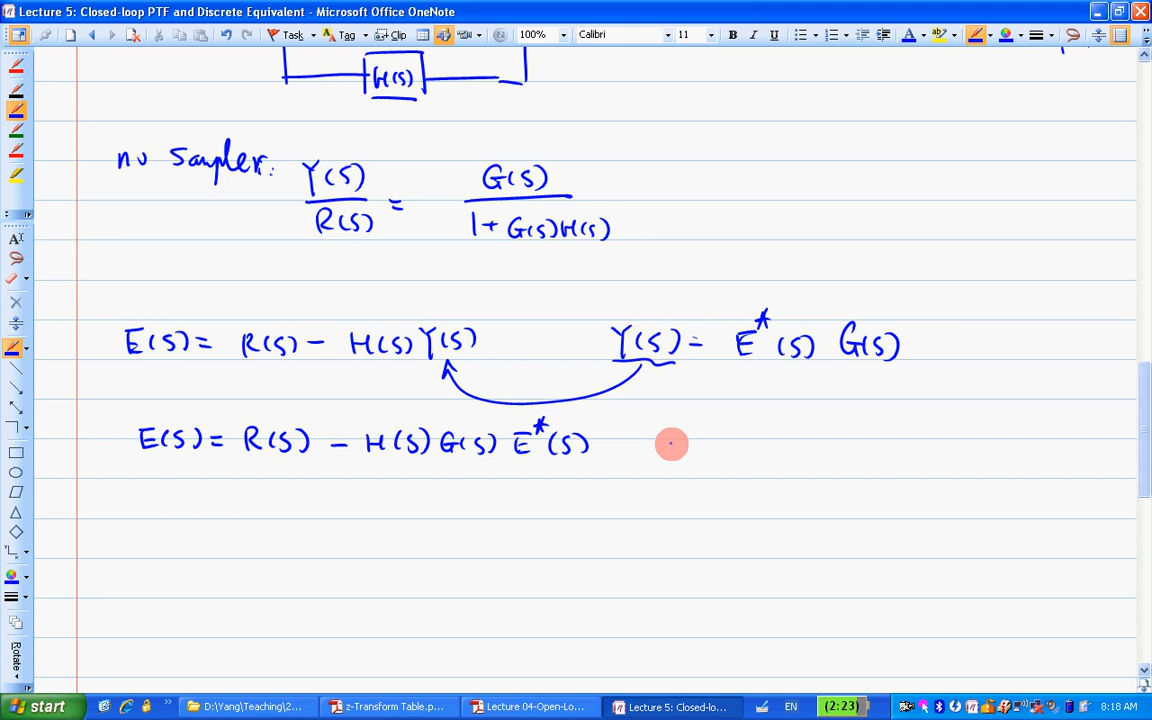 Lecture 5: Closed-loop PTF and Discrete Equivalent - Microsoft Office OneNote
Task Tag Clip 100% Calibri 11 B I U
H(s)
no sampler:
Y(s)/R(s) = G(s)/(1+G(s)H(s))
E(s) = R(s) - H(s)Y(s) Y(s) = E*(s) G(s)
E(s) = R(s) - H(s)G(s) E*(s)
Rotate
start D:\Yang\Teaching\2... z-Transform Table.p... Lecture 04-Open-Lo... Lecture 5: Closed-lo... EN (2:23) 8:18 AM